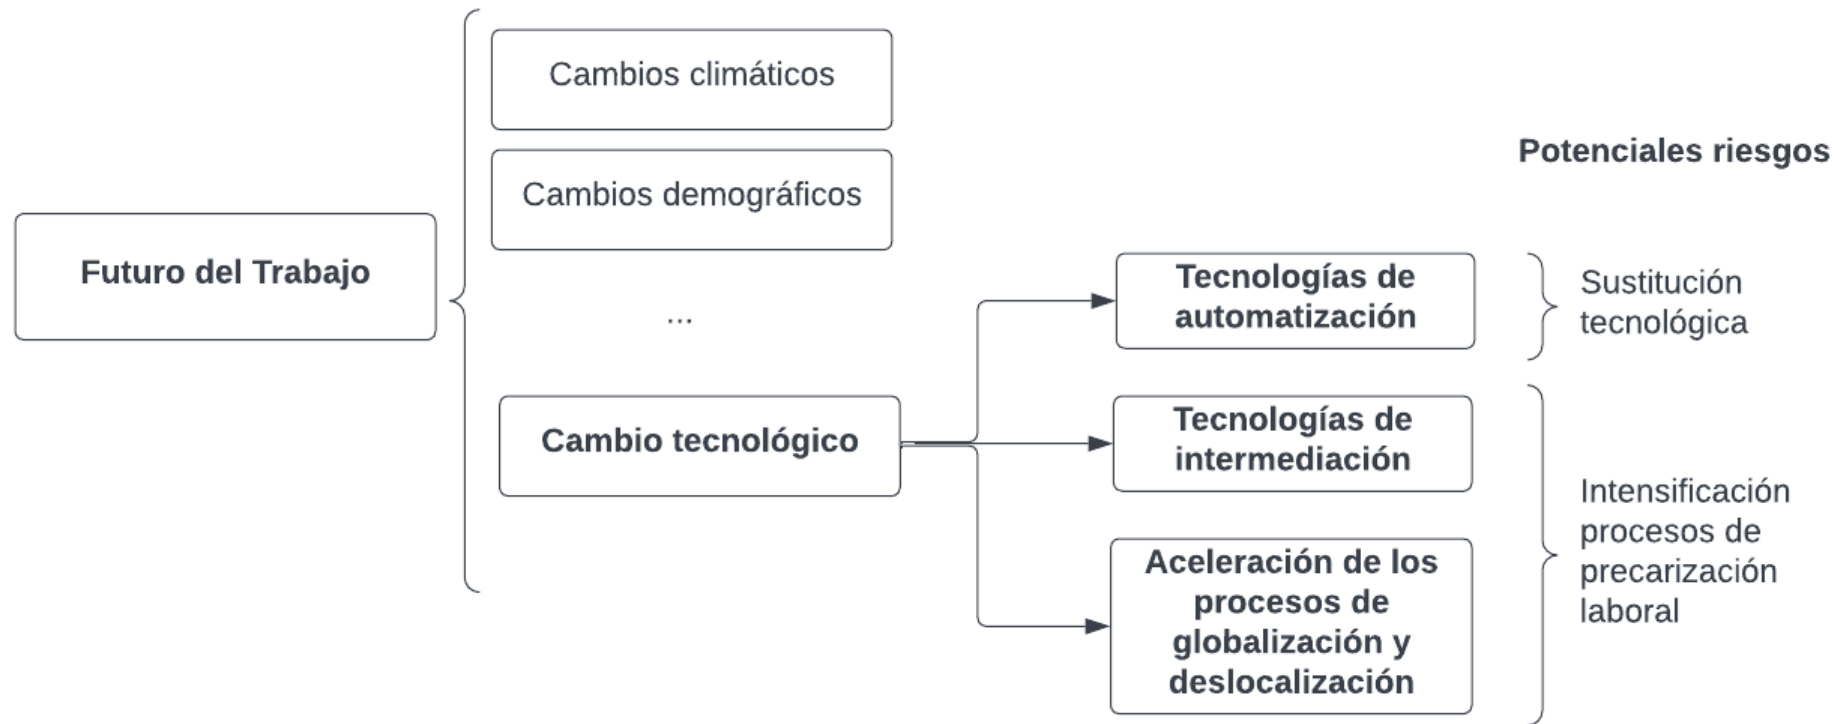 Cambios climáticos
Potenciales riesgos
Cambios demográficos
Futuro del Trabajo
...
Cambio tecnológico
Tecnologías de
automatización
Sustitución
tecnológica
Tecnologías de
intermediación
Aceleración de los
procesos de
globalización y
deslocalización
Intensificación
procesos de
precarización
laboral